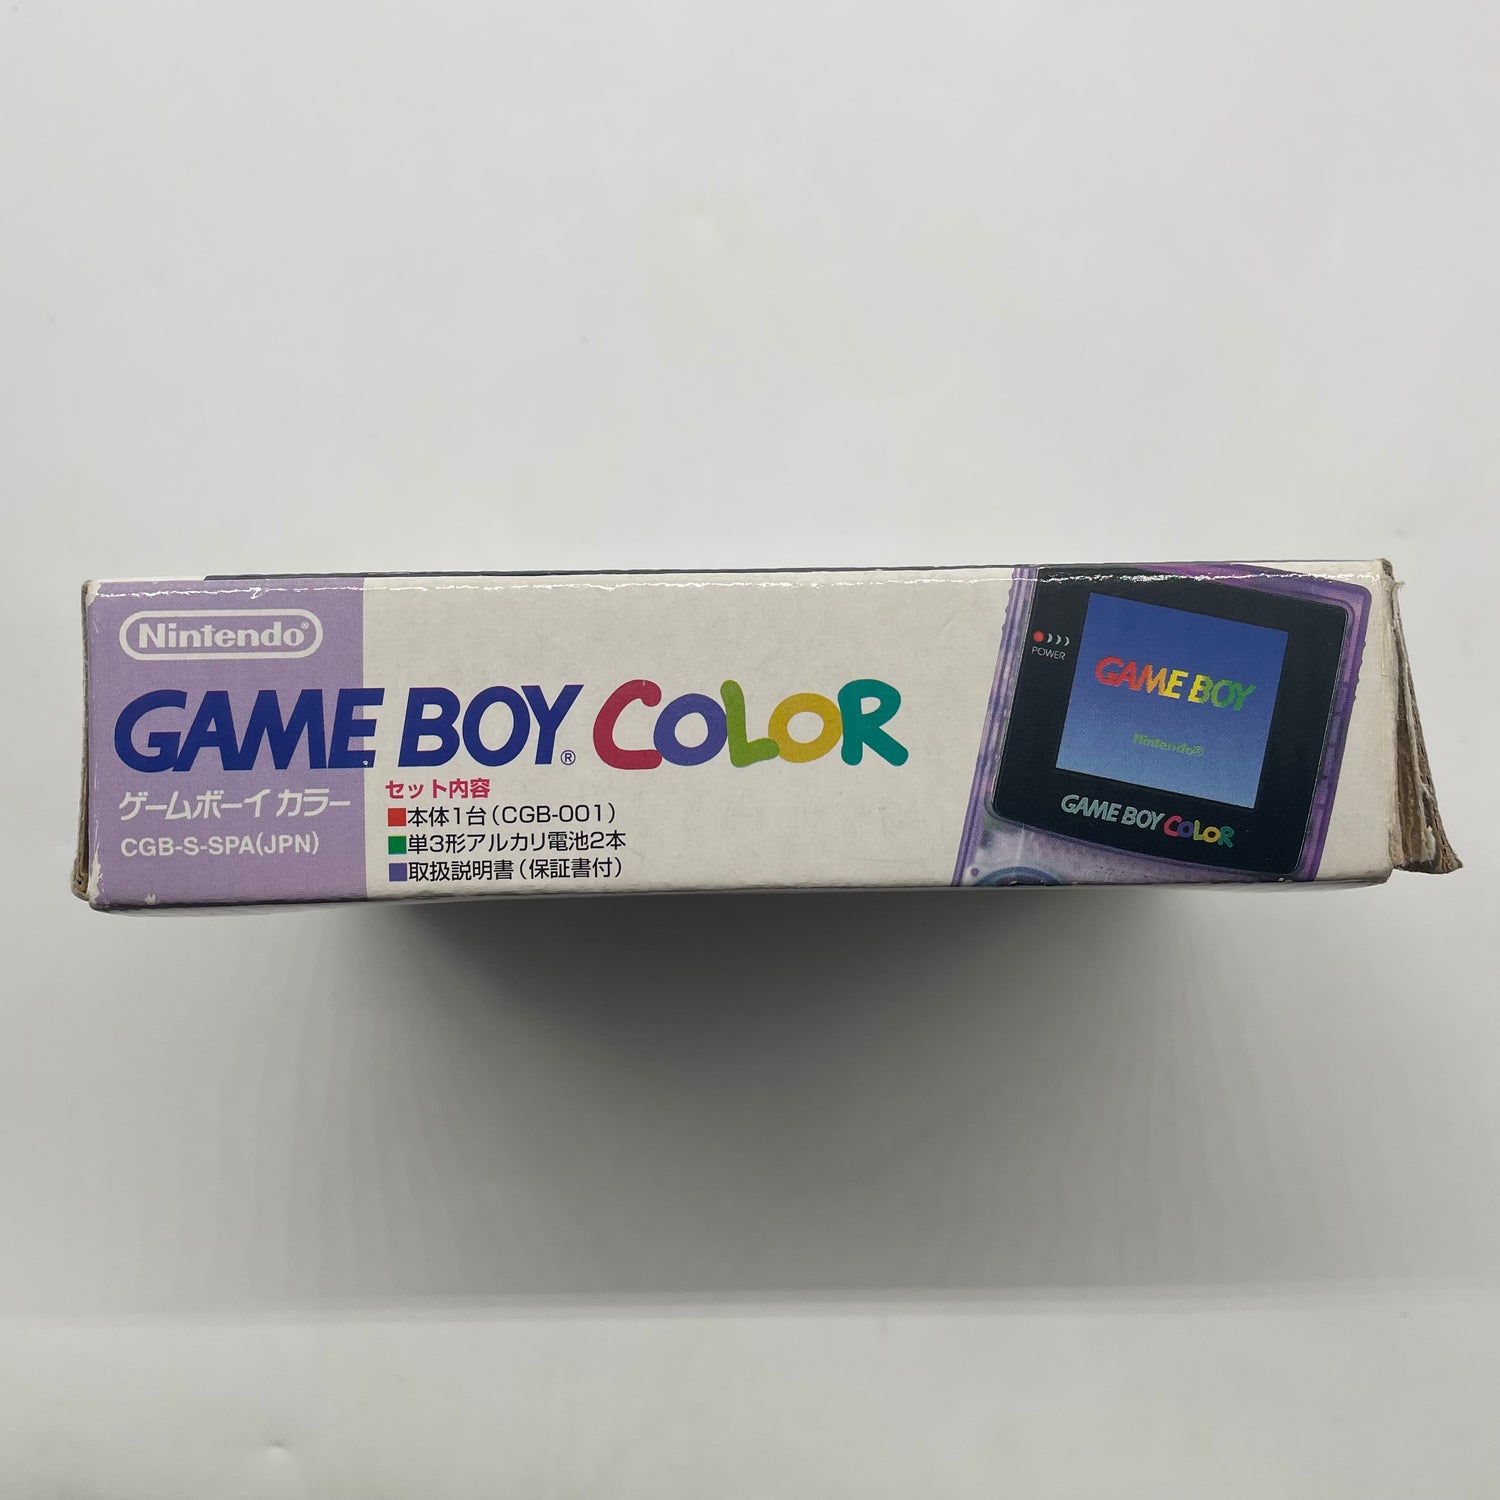 Nintendo®
GAME BOY® COLOR
ゲームボーイ カラー
CGB-S-SPA(JPN)
セット内容
■本体1台(CGB-001)
■単3形アルカリ電池2本
■取扱説明書(保証書付)
POWER
GAME BOY
Nintendo®
GAME BOY COLOR